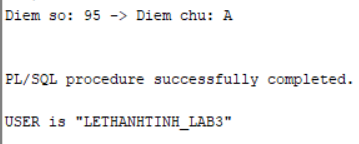 Diem so: 95 -> Diem chu: A
PL/SQL procedure successfully completed.
USER is "LETHANHTINH_LAB3"